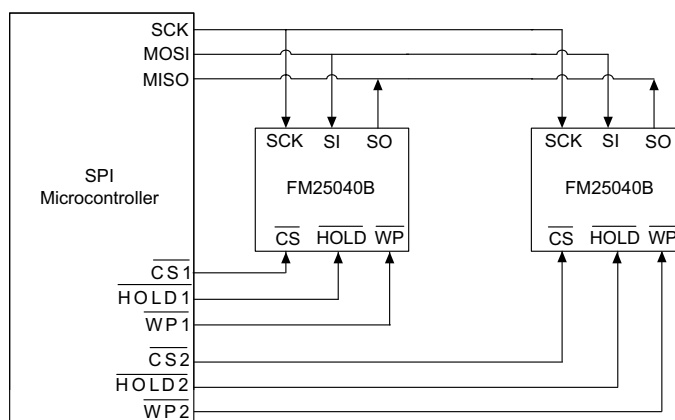 SCK
MOSI
MISO
SCK SI SO
SCK SI SO
SPI
Microcontroller
FM25040B
FM25040B
CS HOLD WP
CS HOLD WP
CS1
HOLD1
WP1
CS2
HOLD2
WP2